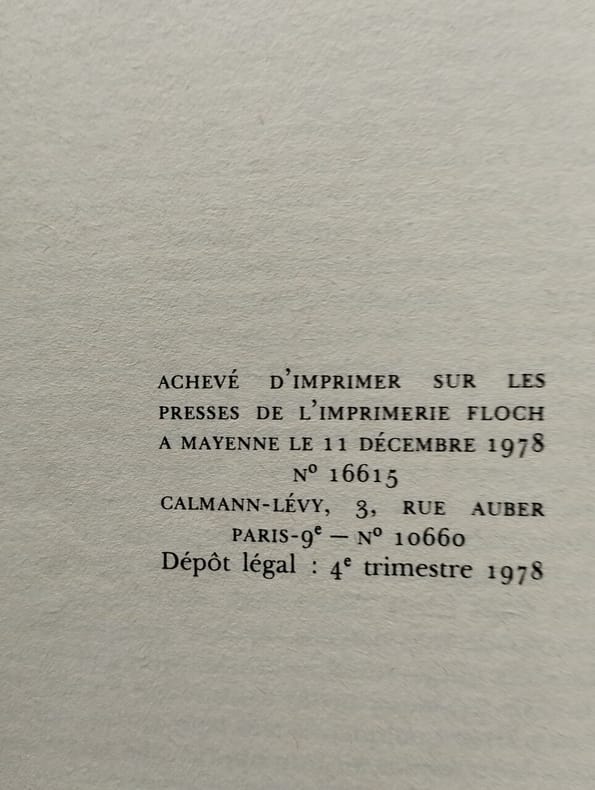 ACHEVÉ D'IMPRIMER SUR LES
PRESSES DE L'IMPRIMERIE FLOCH
A MAYENNE LE 11 DÉCEMBRE 1978
Nº 16615
CALMANN-LÉVY, 3, RUE AUBER
PARIS-9ᵉ — Nº 10660
Dépôt légal : 4ᵉ trimestre 1978